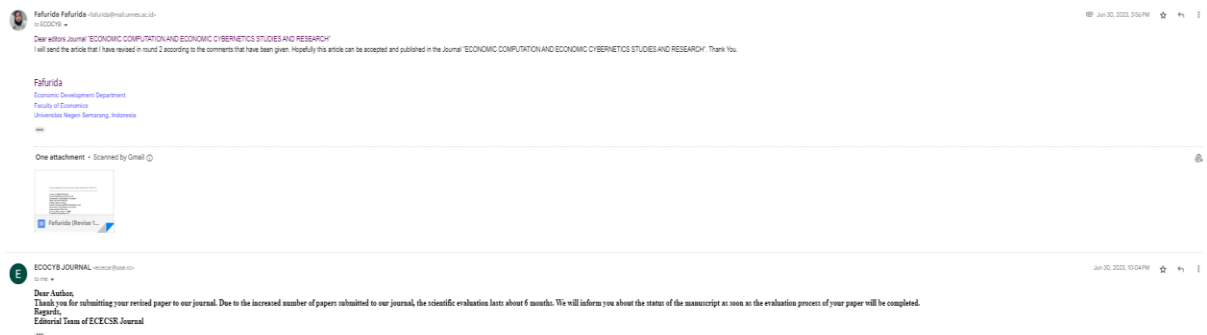 Fafurida Fafurida <fafurida@mail.unnes.ac.id>
Jun 30, 2023, 3:56 PM
to ECOCYB
Dear editors Journal "ECONOMIC COMPUTATION AND ECONOMIC CYBERNETICS STUDIES AND RESEARCH"
I will send the article that I have revised in round 2 according to the comments that have been given. Hopefully this article can be accepted and published in the Journal "ECONOMIC COMPUTATION AND ECONOMIC CYBERNETICS STUDIES AND RESEARCH". Thank You.
Fafurida
Economic Development Department
Faculty of Economics
Universitas Negeri Semarang, Indonesia
One attachment • Scanned by Gmail
Fafurida (Revise 1...
E
ECOCYB JOURNAL <ececsr@ase.ro>
Jun 30, 2023, 10:04 PM
to me
Dear Author,
Thank you for submitting your revised paper to our journal. Due to the increased number of papers submitted to our journal, the scientific evaluation lasts about 6 months. We will inform you about the status of the manuscript as soon as the evaluation process of your paper will be completed.
Regards,
Editorial Team of ECECSR Journal